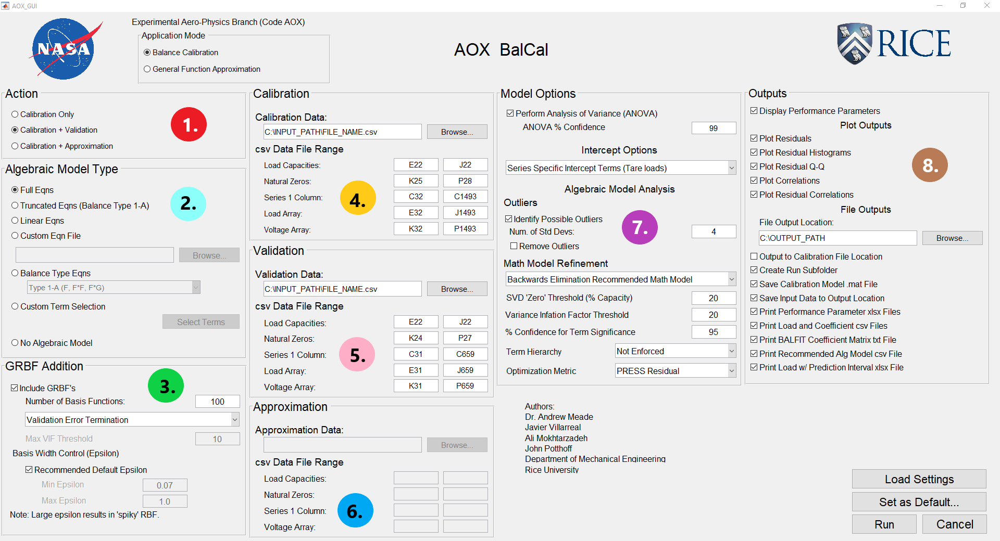 AOX_GUI
NASA
Experimental Aero-Physics Branch (Code AOX)
Application Mode
Balance Calibration
General Function Approximation
AOX BalCal
RICE
Action
Calibration Only
Calibration + Validation
Calibration + Approximation
1.
Algebraic Model Type
Full Eqns
Truncated Eqns (Balance Type 1-A)
Linear Eqns
Custom Eqn File
Browse...
Balance Type Eqns
Type 1-A (F, F*F, F*G)
Custom Term Selection
Select Terms
No Algebraic Model
2.
GRBF Addition
Include GRBF's
3.
Number of Basis Functions: 100
Validation Error Termination
Max VIF Threshold 10
Basis Width Control (Epsilon)
Recommended Default Epsilon
Min Epsilon 0.07
Max Epsilon 1.0
Note: Large epsilon results in 'spiky' RBF.
Calibration
Calibration Data:
C:\INPUT_PATH\FILE_NAME.csv Browse...
csv Data File Range
Load Capacities: E22 J22
Natural Zeros: K25 P28
Series 1 Column: C32 C1493
Load Array: E32 J1493
Voltage Array: K32 P1493
4.
Validation
Validation Data:
C:\INPUT_PATH\FILE_NAME.csv Browse...
csv Data File Range
Load Capacities: E22 J22
Natural Zeros: K24 P27
Series 1 Column: C31 C659
Load Array: E31 J659
Voltage Array: K31 P659
5.
Approximation
Approximation Data:
Browse...
csv Data File Range
Load Capacities:
Natural Zeros:
Series 1 Column:
Voltage Array:
6.
Model Options
Perform Analysis of Variance (ANOVA)
ANOVA % Confidence 99
Intercept Options
Series Specific Intercept Terms (Tare loads)
Algebraic Model Analysis
Outliers
Identify Possible Outliers
Num. of Std Devs: 4
Remove Outliers
7.
Math Model Refinement
Backwards Elimination Recommended Math Model
SVD 'Zero' Threshold (% Capacity) 20
Variance Infation Factor Threshold 20
% Confidence for Term Significance 95
Term Hierarchy Not Enforced
Optimization Metric PRESS Residual
Authors:
Dr. Andrew Meade
Javier Villarreal
Ali Mokhtarzadeh
John Potthoff
Department of Mechanical Engineering
Rice University
Outputs
Display Performance Parameters
Plot Outputs
Plot Residuals
Plot Residual Histograms
Plot Residual Q-Q
Plot Correlations
Plot Residual Correlations
8.
File Outputs
File Output Location:
C:\OUTPUT_PATH Browse...
Output to Calibration File Location
Create Run Subfolder
Save Calibration Model .mat File
Save Input Data to Output Location
Print Performance Parameter xlsx Files
Print Load and Coefficient csv Files
Print BALFIT Coefficient Matrix txt File
Print Recommended Alg Model csv File
Print Load w/ Prediction Interval xlsx File
Load Settings
Set as Default...
Run Cancel